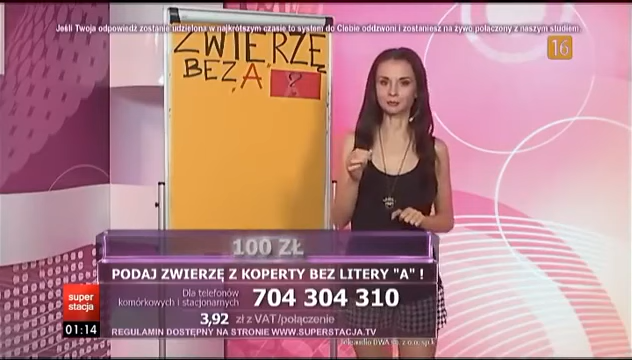 Jeśli Twoja odpowiedź zostanie udzielona w najkrótszym czasie to system do Ciebie oddzwoni i zostaniesz na żywo połączony z naszym studiem
16
ZWIERZĘ
BEZ „A" ?
100 ZŁ
PODAJ ZWIERZĘ Z KOPERTY BEZ LITERY "A" !
Dla telefonów
komórkowych i stacjonarnych 704 304 310
3,92 zł z VAT/połączenie
REGULAMIN DOSTĘPNY NA STRONIE WWW.SUPERSTACJA.TV
super
stacja
01:14